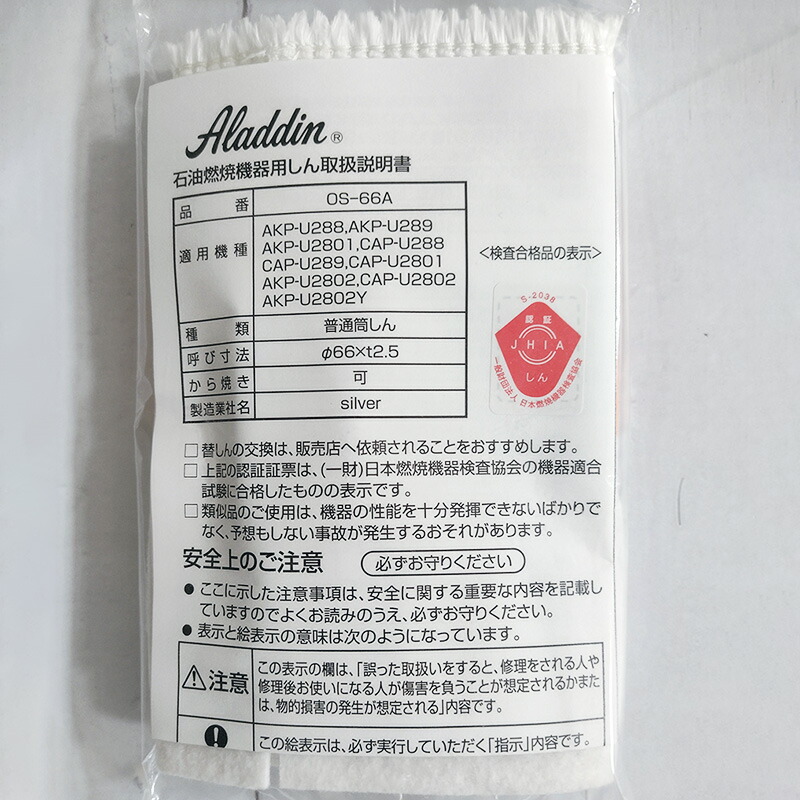 Aladdin®
石油燃焼機器用しん取扱説明書
品番 OS-66A
適用機種 AKP-U288,AKP-U289
AKP-U2801,CAP-U288
CAP-U289,CAP-U2801
AKP-U2802,CAP-U2802
AKP-U2802Y
種類 普通筒しん
呼び寸法 φ66×t2.5
から焼き 可
製造業社名 silver
<検査合格品の表示>
S-2038
認証
JHIA
しん
一般財団法人 日本燃焼機器検査協会
□ 替しんの交換は、販売店へ依頼されることをおすすめします。
□ 上記の認証証票は、(一財)日本燃焼機器検査協会の機器適合
試験に合格したものの表示です。
□ 類似品のご使用は、機器の性能を十分発揮できないばかりで
なく、予想もしない事故が発生するおそれがあります。
安全上のご注意 必ずお守りください
● ここに示した注意事項は、安全に関する重要な内容を記載し
ていますのでよくお読みのうえ、必ずお守りください。
● 表示と絵表示の意味は次のようになっています。
⚠注意 この表示の欄は、「誤った取扱いをすると、修理をされる人や
修理後お使いになる人が傷害を負うことが想定されるかまた
は、物的損害の発生が想定される」内容です。
この絵表示は、必ず実行していただく「指示」内容です。